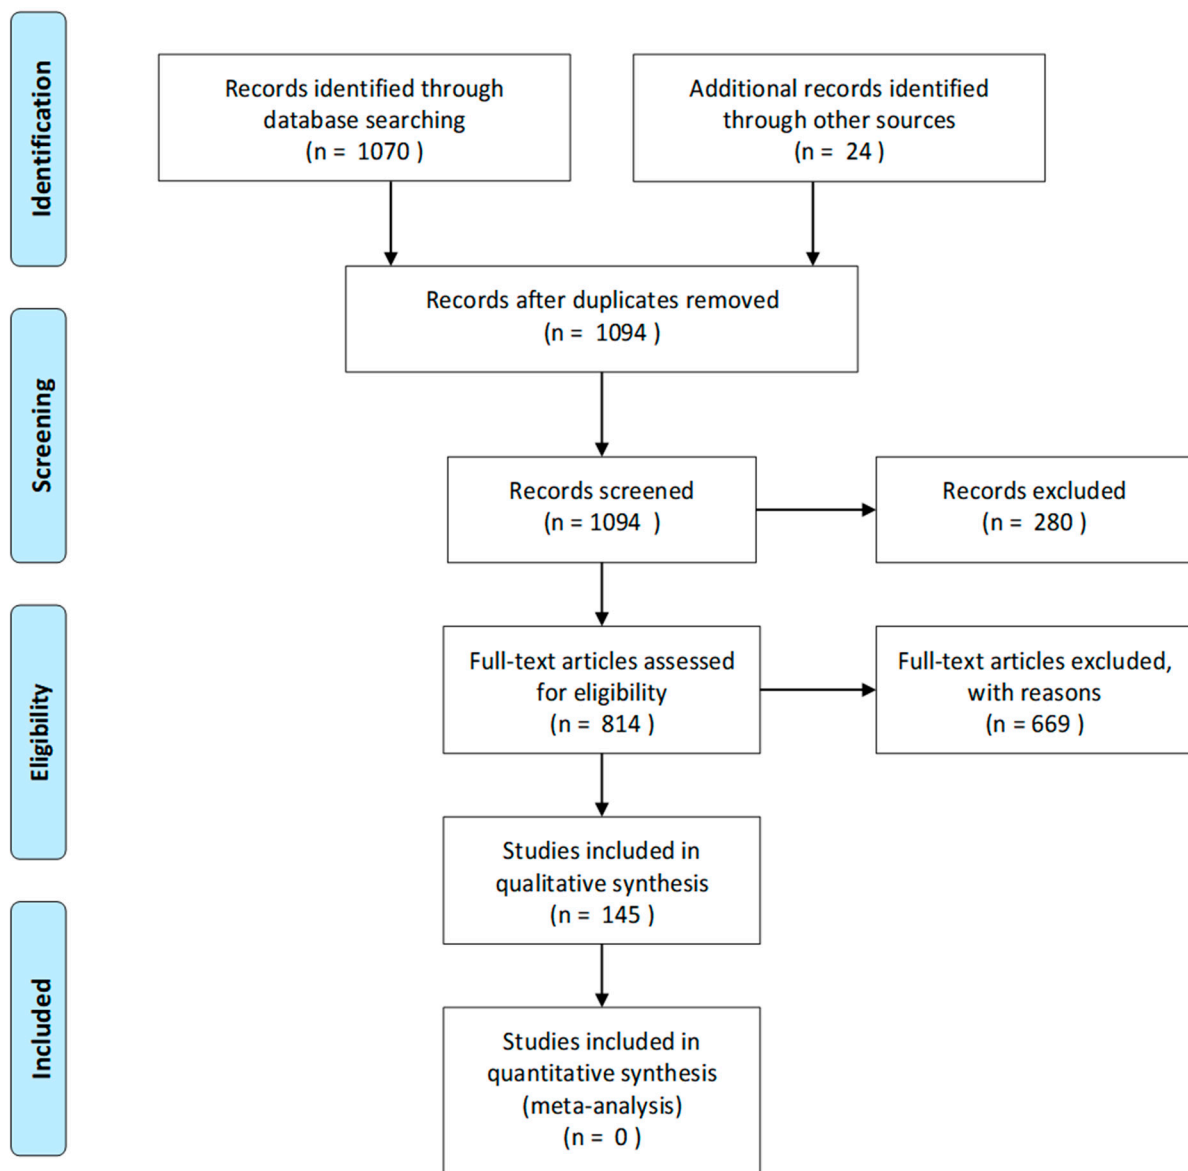 Identification
Records identified through
database searching
(n = 1070 )
Additional records identified
through other sources
(n = 24 )
Records after duplicates removed
(n = 1094 )
Screening
Records screened
(n = 1094 )
Records excluded
(n = 280 )
Eligibility
Full-text articles assessed
for eligibility
(n = 814 )
Full-text articles excluded,
with reasons
(n = 669 )
Studies included in
qualitative synthesis
(n = 145 )
Included
Studies included in
quantitative synthesis
(meta-analysis)
(n = 0 )